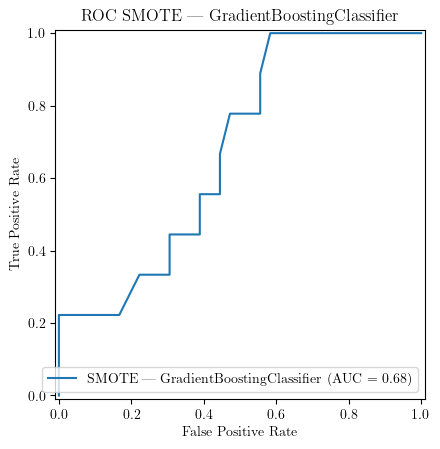 ROC SMOTE — GradientBoostingClassifier
1.0
0.8
0.6
0.4
0.2
0.0
True Positive Rate
SMOTE — GradientBoostingClassifier (AUC = 0.68)
0.0 0.2 0.4 0.6 0.8 1.0
False Positive Rate